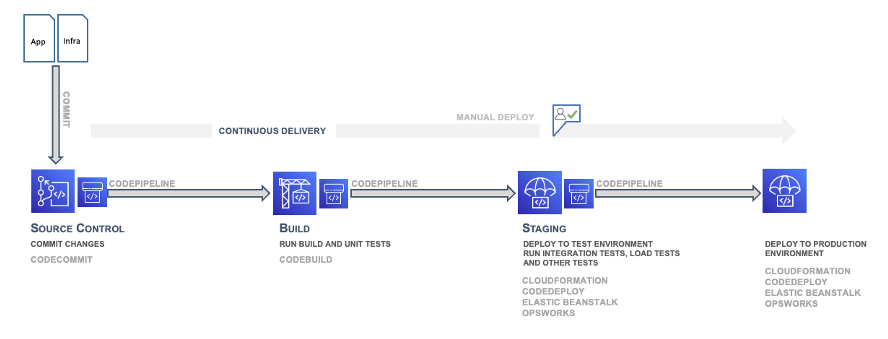 App
Infra
COMMIT
MANUAL DEPLOY
CONTINUOUS DELIVERY
CODEPIPELINE
CODEPIPELINE
CODEPIPELINE
SOURCE CONTROL
COMMIT CHANGES
CODECOMMIT
BUILD
RUN BUILD AND UNIT TESTS
CODEBUILD
STAGING
DEPLOY TO TEST ENVIRONMENT
RUN INTEGRATION TESTS, LOAD TESTS
AND OTHER TESTS
CLOUDFORMATION
CODEDEPLOY
ELASTIC BEANSTALK
OPSWORKS
DEPLOY TO PRODUCTION
ENVIRONMENT
CLOUDFORMATION
CODEDEPLOY
ELASTIC BEANSTALK
OPSWORKS